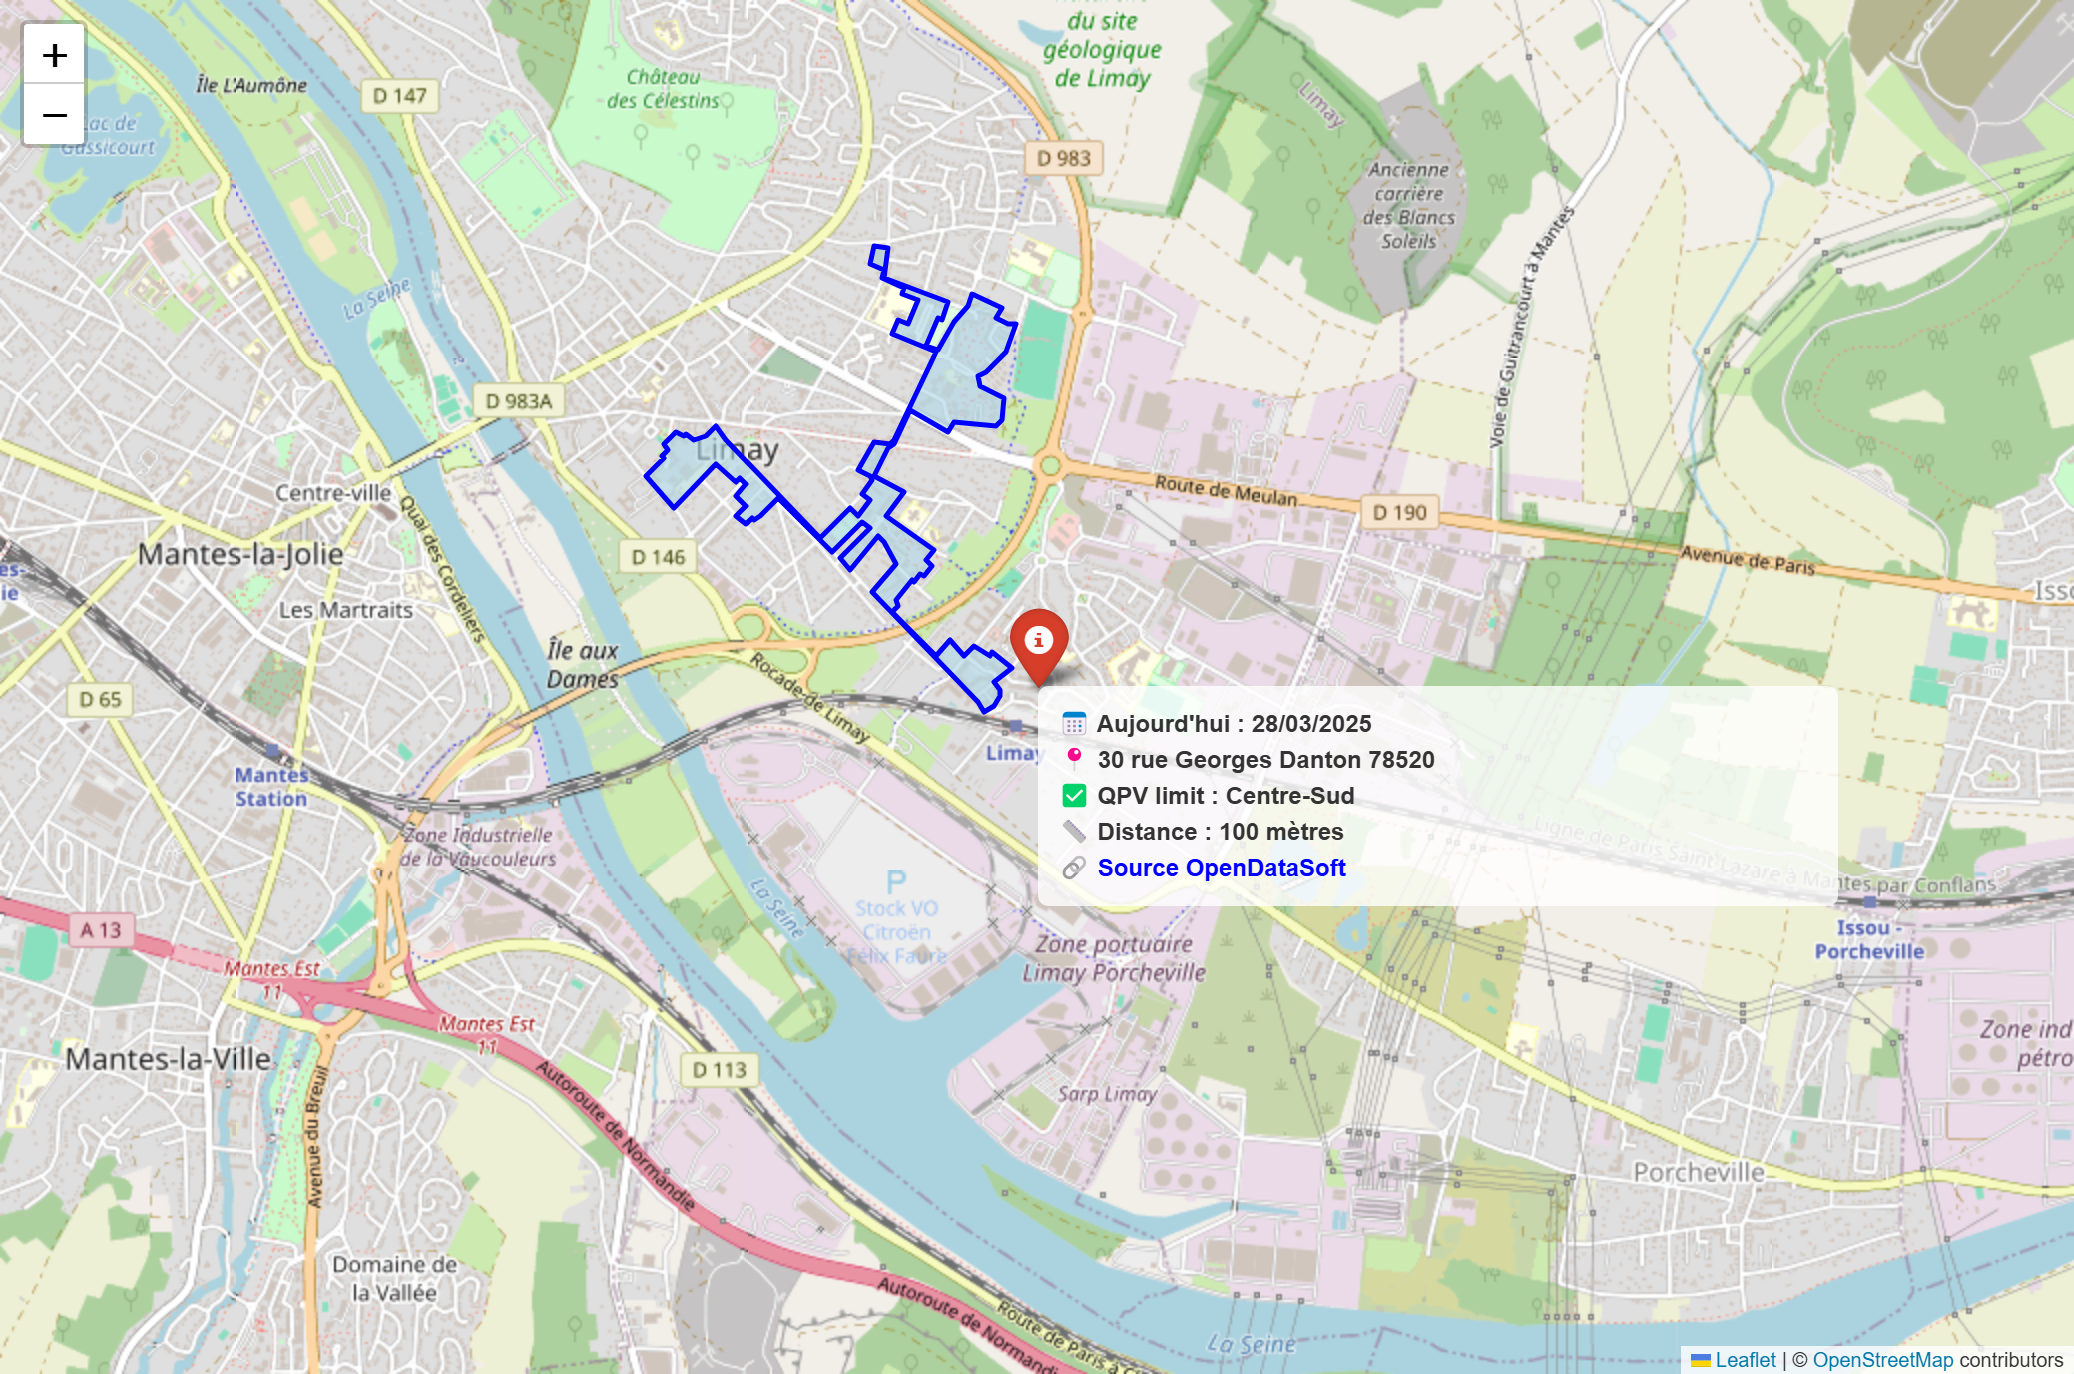 +
−
Île L'Aumône
D 147
Château
des Célestins
du site
géologique
de Limay
Limay
D 983
Lac de
Gassicourt
Ancienne
carrière
des Blancs
Soleils
La Seine
Voie de Guitrancourt à Mantes
D 983A
Limay
Centre-ville
Quai des Cordeliers
Route de Meulan
D 190
Avenue de Paris
Mantes-la-Jolie
D 146
Les Martraits
Île aux
Dames
D 65
Rocade de Limay
Mantes
Station
Limay
Aujourd'hui : 28/03/2025
30 rue Georges Danton 78520
QPV limit : Centre-Sud
Distance : 100 mètres
Source OpenDataSoft
Ligne de Paris Saint-Lazare à Mantes par Conflans
Zone Industrielle
de la Vaucouleurs
La Seine
P
Stock VO
Citroën
Félix Faure
A 13
Mantes Est
11
Zone portuaire
Limay Porcheville
Issou -
Porcheville
Mantes Est
11
Mantes-la-Ville
D 113
Sarp Limay
Zone ind
pétro
Autoroute de Normandie
Avenue du Breuil
Porcheville
Domaine de
la Vallée
Autoroute de Normandi
Route de Paris à C
La Seine
Leaflet | © OpenStreetMap contributors